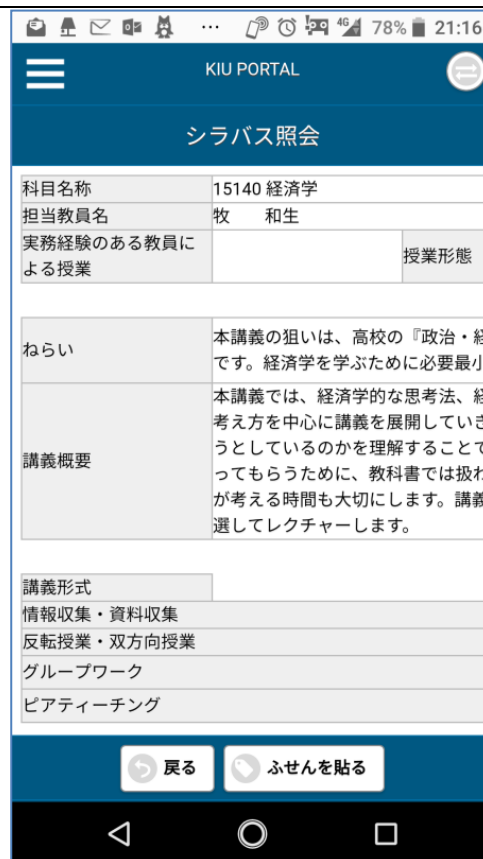 … 4G 78% 21:16
KIU PORTAL
シラバス照会
科目名称 15140 経済学
担当教員名 牧 和生
実務経験のある教員に
よる授業
授業形態
ねらい
本講義の狙いは、高校の『政治・経
です。経済学を学ぶために必要最小
講義概要
本講義では、経済学的な思考法、経
考え方を中心に講義を展開していき
うとしているのかを理解することで
ってもらうために、教科書では扱わ
が考える時間も大切にします。講義
選してレクチャーします。
講義形式
情報収集・資料収集
反転授業・双方向授業
グループワーク
ピアティーチング
戻る ふせんを貼る